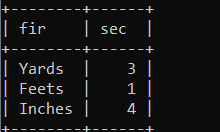 +--------+------+
| fir    | sec  |
+--------+------+
| Yards  |    3 |
| Feets  |    1 |
| Inches |    4 |
+--------+------+